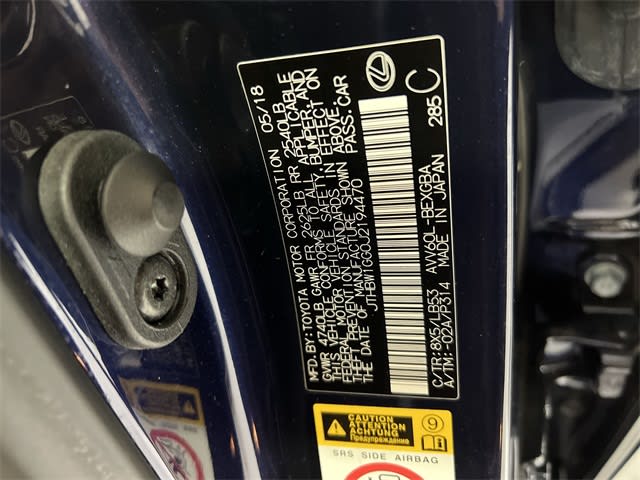 MFD.BY:TOYOTA MOTOR CORPORATION 05/18
GVWR 4740LB GAWR FR 2625LB RR 2540LB
THIS VEHICLE CONFORMS TO ALL APPLICABLE
FEDERAL MOTOR VEHICLE SAFETY, BUMPER, AND
THEFT PREVENTION STANDARDS IN EFFECT ON
THE DATE OF MANUFACTURE SHOWN ABOVE.
JTHBW1GG0J2194470 PASS.CAR
C/TR:8X5/LB53 AVV60L-BEXGBA 285 C
A/TM:-02A/P314 MADE IN JAPAN
CAUTION
ATTENTION
ACHTUNG
Предупреждение
9
SRS SIDE AIRBAG